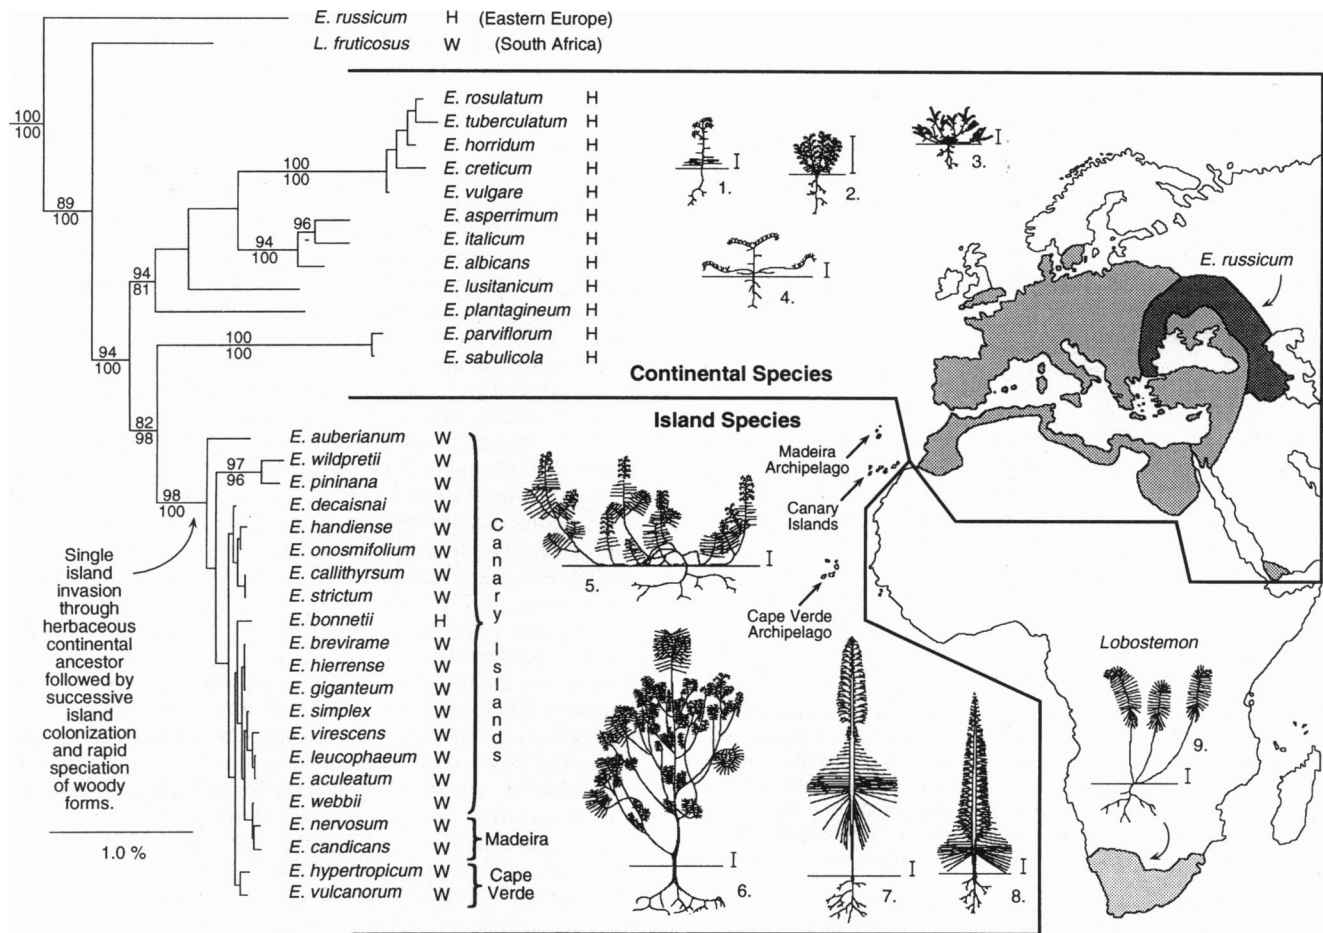 E. russicum H (Eastern Europe)
L. fruticosus W (South Africa)
E. rosulatum H
E. tuberculatum H
E. horridum H
E. creticum H
E. vulgare H
E. asperrimum H
E. italicum H
E. albicans H
E. lusitanicum H
E. plantagineum H
E. parviflorum H
E. sabulicola H
100
100
89
100
100
100
96
-
94
100
94
81
100
100
94
100
82
98
97
96
98
100
1.
2.
3.
4.
E. russicum
Continental Species
Island Species
E. auberianum W
E. wildpretii W
E. pininana W
E. decaisnai W
E. handiense W
E. onosmifolium W
E. callithyrsum W
E. strictum W
E. bonnetii H
E. brevirame W
E. hierrense W
E. giganteum W
E. simplex W
E. virescens W
E. leucophaeum W
E. aculeatum W
E. webbii W
E. nervosum W
E. candicans W
E. hypertropicum W
E. vulcanorum W
Canary Islands
Madeira
Cape
Verde
Single
island
invasion
through
herbaceous
continental
ancestor
followed by
successive
island
colonization
and rapid
speciation
of woody
forms.
1.0 %
Madeira
Archipelago
Canary
Islands
Cape Verde
Archipelago
Lobostemon
5.
6.
7.
8.
9.